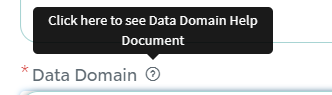 Click here to see Data Domain Help
Document
* Data Domain ?